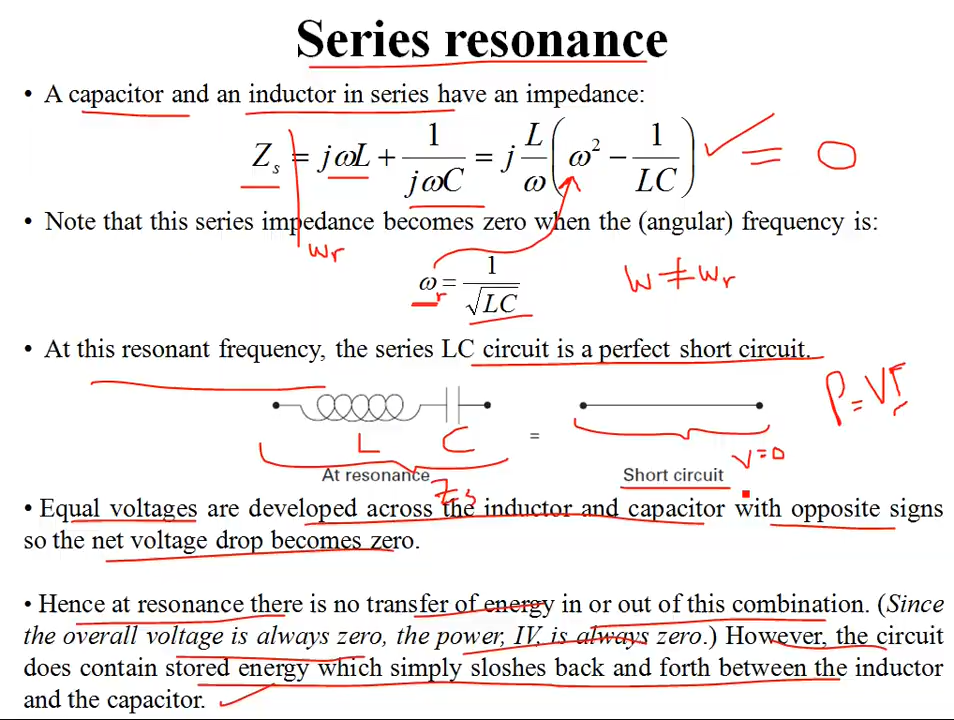 Series resonance
• A capacitor and an inductor in series have an impedance:
Z_s = jωL + 1/(jωC) = j L/ω (ω² − 1/(LC)) = 0
• Note that this series impedance becomes zero when the (angular) frequency is:
wr
ω_r = 1/√(LC)
w ≠ wr
• At this resonant frequency, the series LC circuit is a perfect short circuit.
P = VI
L C
=
V=0
At resonance Short circuit
Zs
• Equal voltages are developed across the inductor and capacitor with opposite signs
so the net voltage drop becomes zero.
• Hence at resonance there is no transfer of energy in or out of this combination. (Since
the overall voltage is always zero, the power, IV, is always zero.) However, the circuit
does contain stored energy which simply sloshes back and forth between the inductor
and the capacitor.